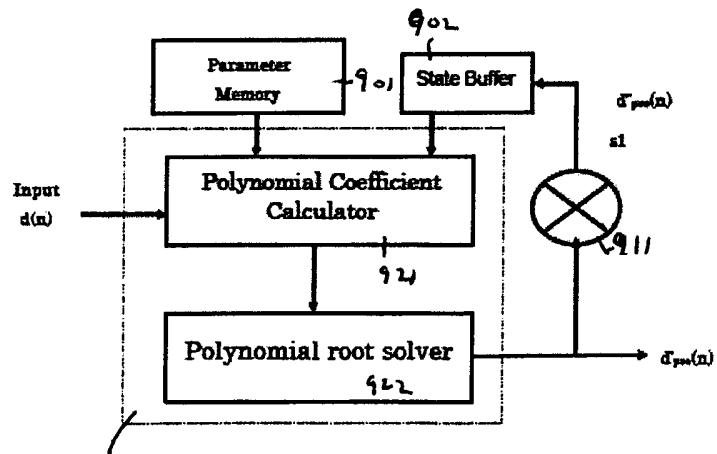 902
Parameter
Memory
901
State Buffer
s1
Input
d(n)
Polynomial Coefficient
Calculator
911
921
Polynomial root solver
922